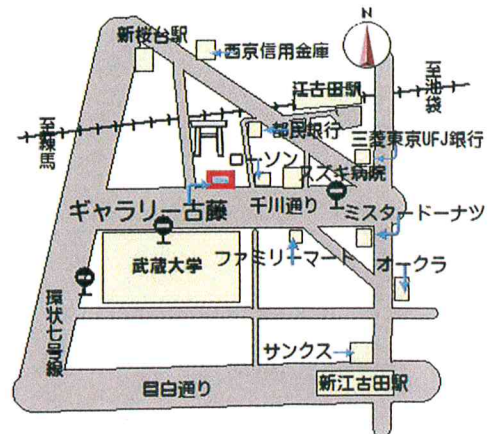 N
新桜台駅
西京信用金庫
江古田駅
至池袋
至練馬
都民銀行
三菱東京UFJ銀行
ローソン
スズキ病院
ギャラリー古藤
千川通り
ミスタードーナツ
武蔵大学
ファミリーマート
オークラ
環状七号線
サンクス
目白通り
新江古田駅